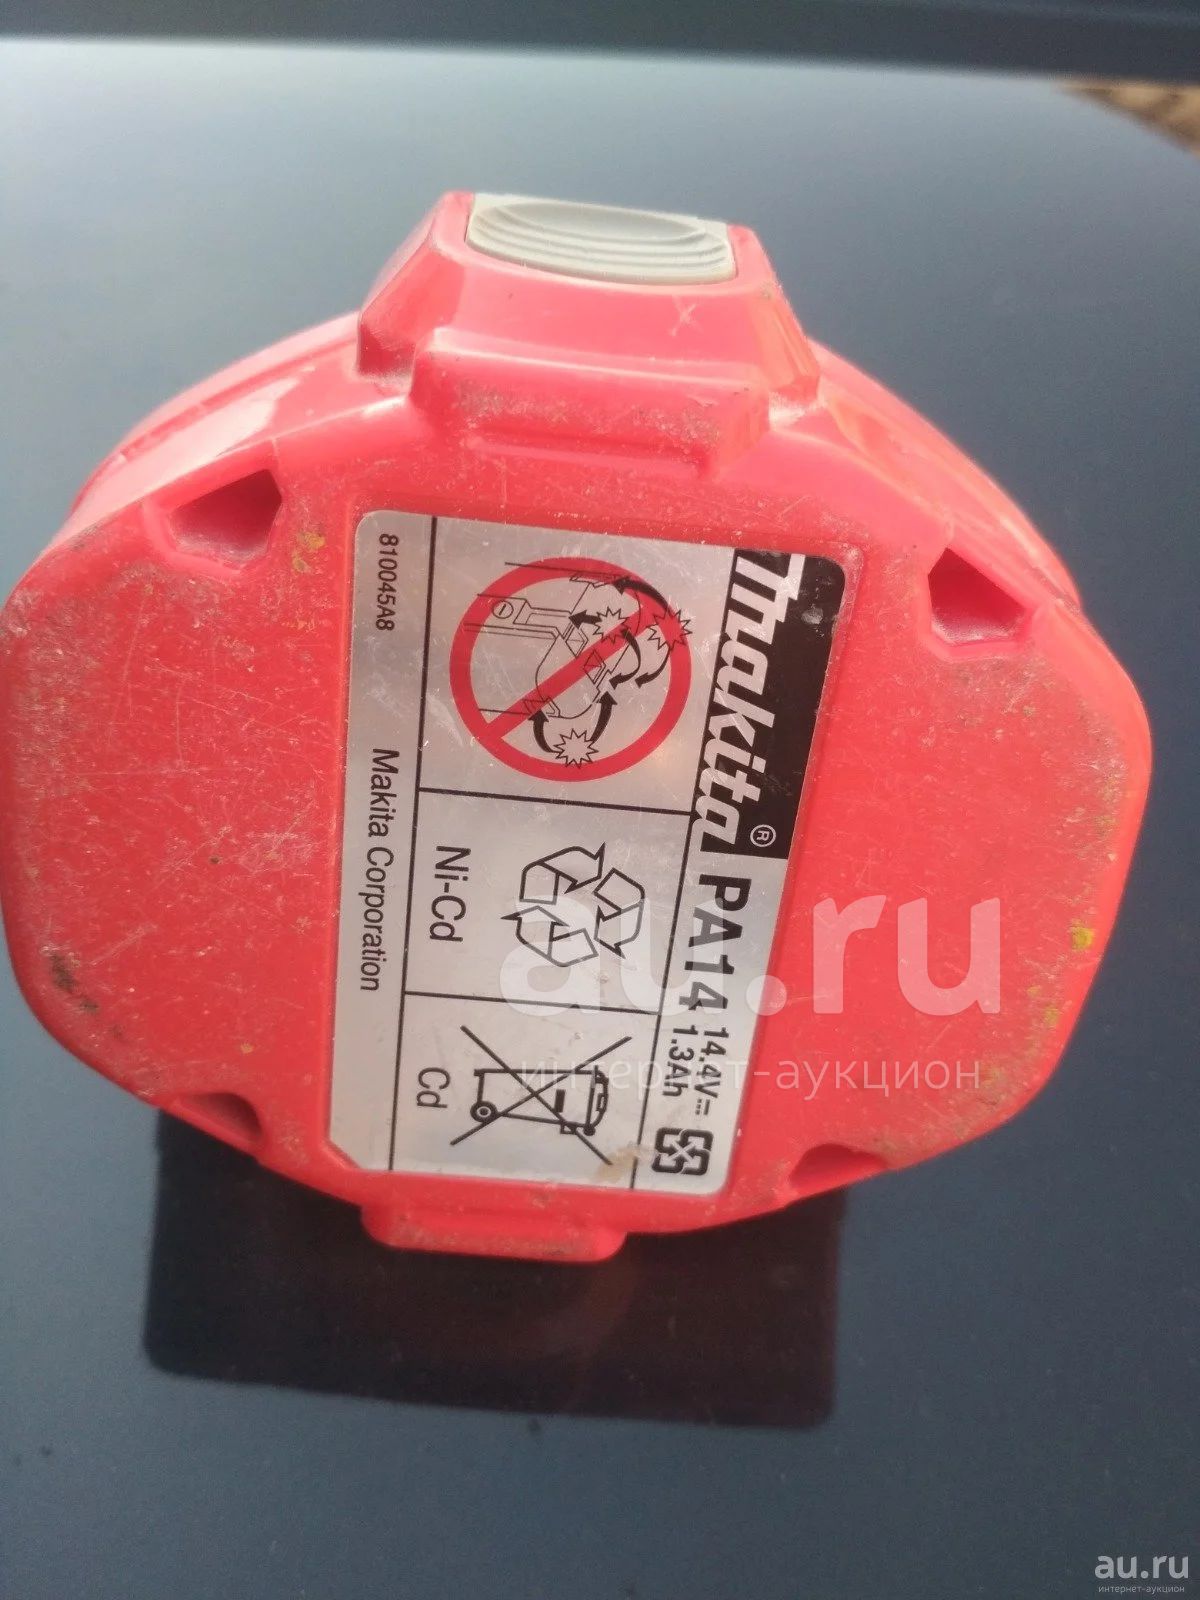 makita®
PA14 14.4V
1.3Ah
Ni-Cd
Cd
810045A8
Makita Corporation
au.ru
интернет-аукцион
au.ru
интернет-аукцион